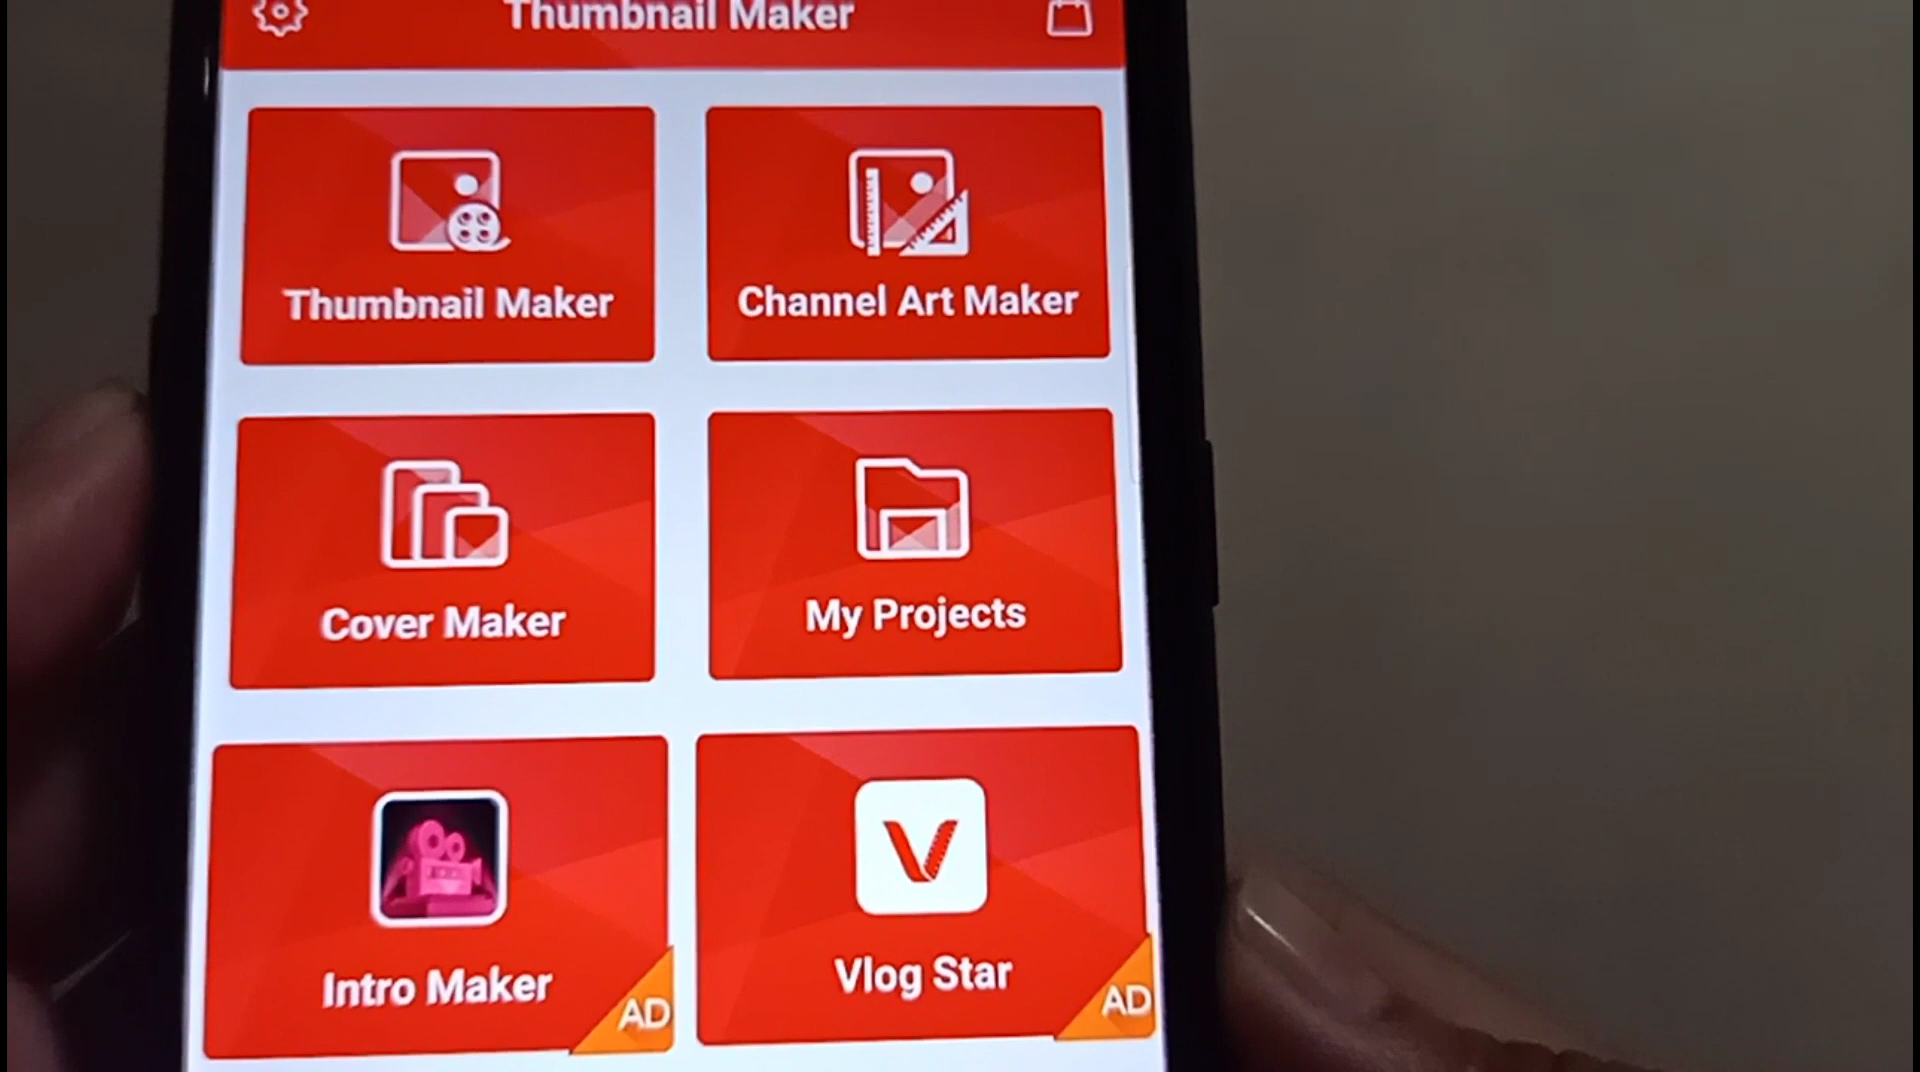 Thumbnail Maker
Thumbnail Maker
Channel Art Maker
Cover Maker
My Projects
Intro Maker
AD
Vlog Star
AD